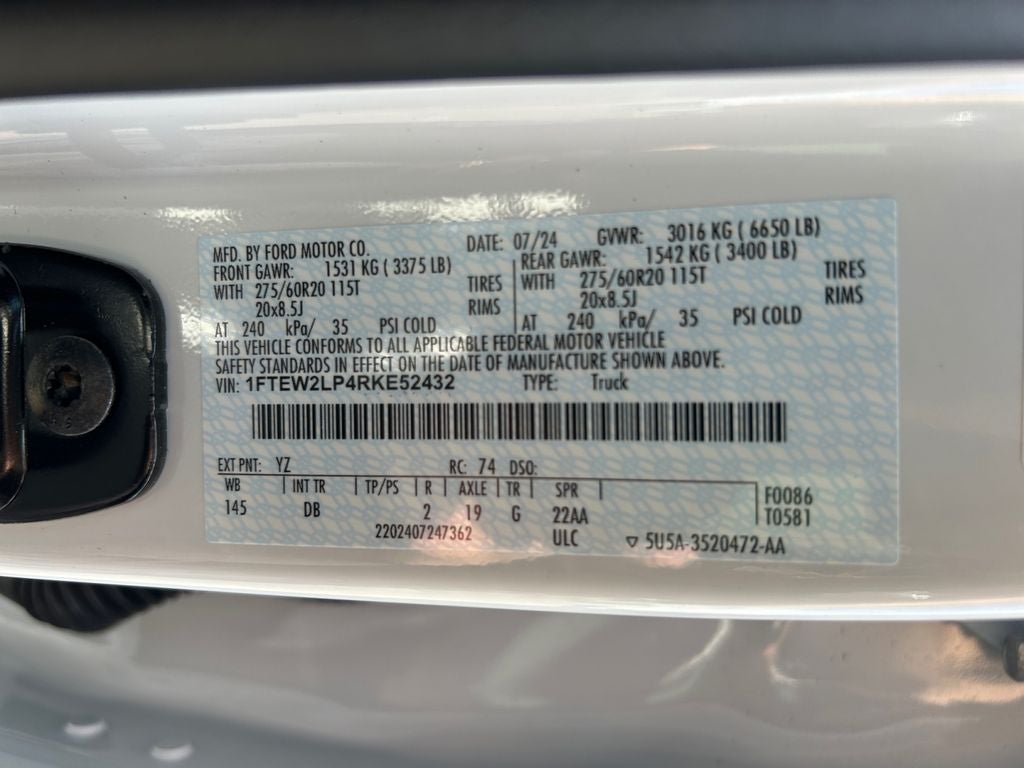 MFD. BY FORD MOTOR CO. DATE: 07/24 GVWR: 3016 KG ( 6650 LB)
FRONT GAWR: 1531 KG ( 3375 LB) REAR GAWR: 1542 KG ( 3400 LB)
WITH 275/60R20 115T TIRES WITH 275/60R20 115T TIRES
20x8.5J RIMS 20x8.5J RIMS
AT 240 kPa/ 35 PSI COLD AT 240 kPa/ 35 PSI COLD
THIS VEHICLE CONFORMS TO ALL APPLICABLE FEDERAL MOTOR VEHICLE
SAFETY STANDARDS IN EFFECT ON THE DATE OF MANUFACTURE SHOWN ABOVE.
VIN: 1FTEW2LP4RKE52432 TYPE: Truck
EXT PNT: YZ RC: 74 DSO:
WB INT TR TP/PS R AXLE TR SPR F0086
145 DB 2 19 G 22AA T0581
2202407247362 ULC ▽ 5U5A-3520472-AA